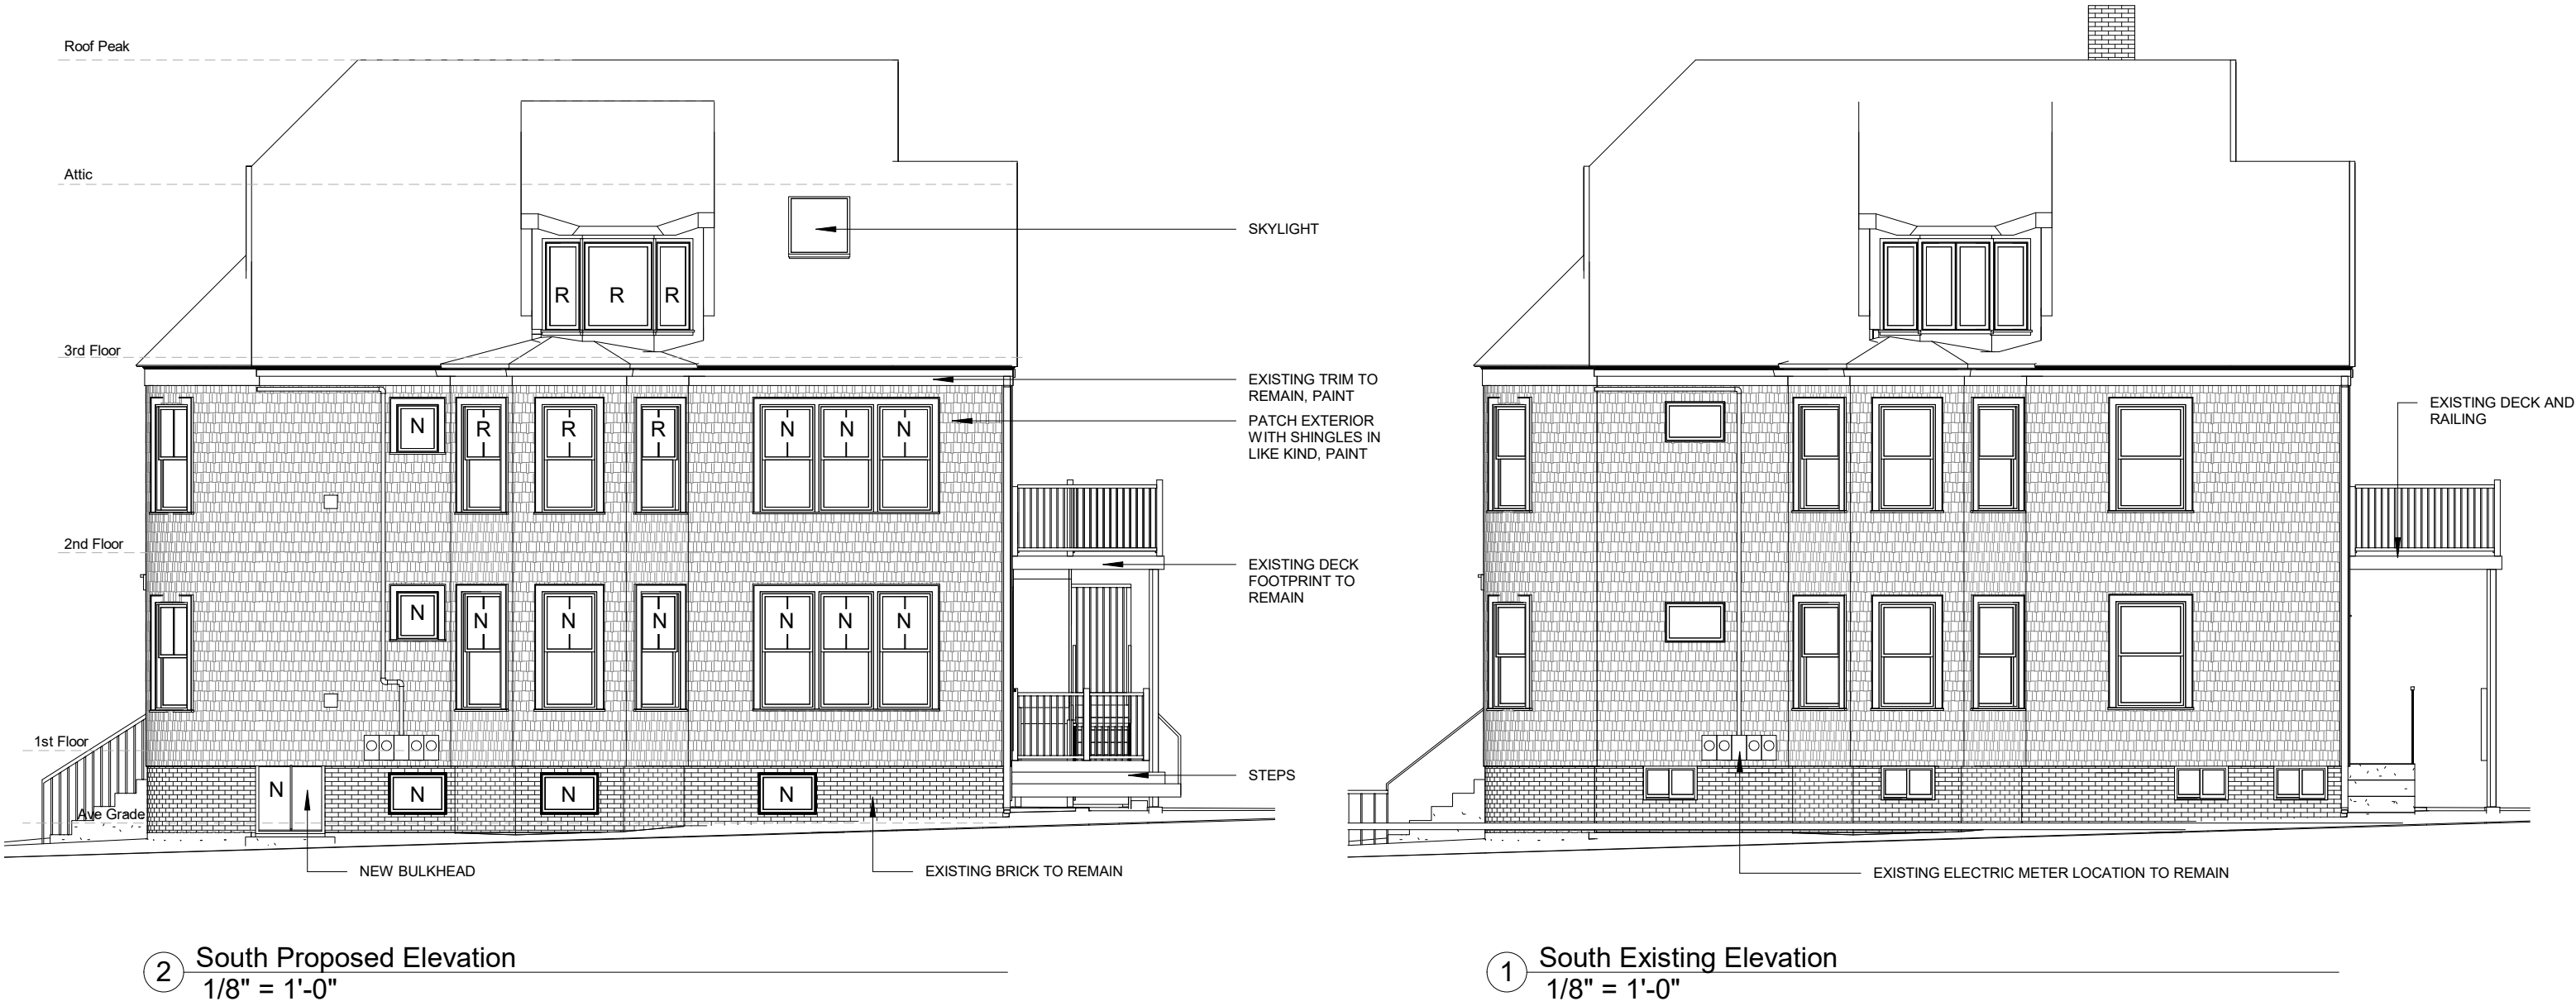 Roof Peak
Attic
SKYLIGHT
R R R
3rd Floor
EXISTING TRIM TO
REMAIN, PAINT
PATCH EXTERIOR
WITH SHINGLES IN
LIKE KIND, PAINT
N R R R N N N
2nd Floor
EXISTING DECK
FOOTPRINT TO
REMAIN
N N N N N N N
1st Floor
STEPS
N N N N
Ave Grade
NEW BULKHEAD
EXISTING BRICK TO REMAIN
2 South Proposed Elevation
1/8" = 1'-0"
EXISTING DECK AND
RAILING
EXISTING ELECTRIC METER LOCATION TO REMAIN
1 South Existing Elevation
1/8" = 1'-0"